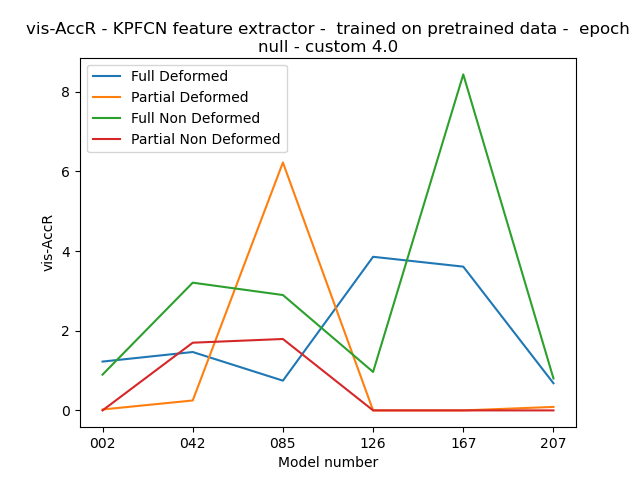 vis-AccR - KPFCN feature extractor -  trained on pretrained data -  epoch
null - custom 4.0
Full Deformed
Partial Deformed
Full Non Deformed
Partial Non Deformed
vis-AccR
8
6
4
2
0
002 042 085 126 167 207
Model number